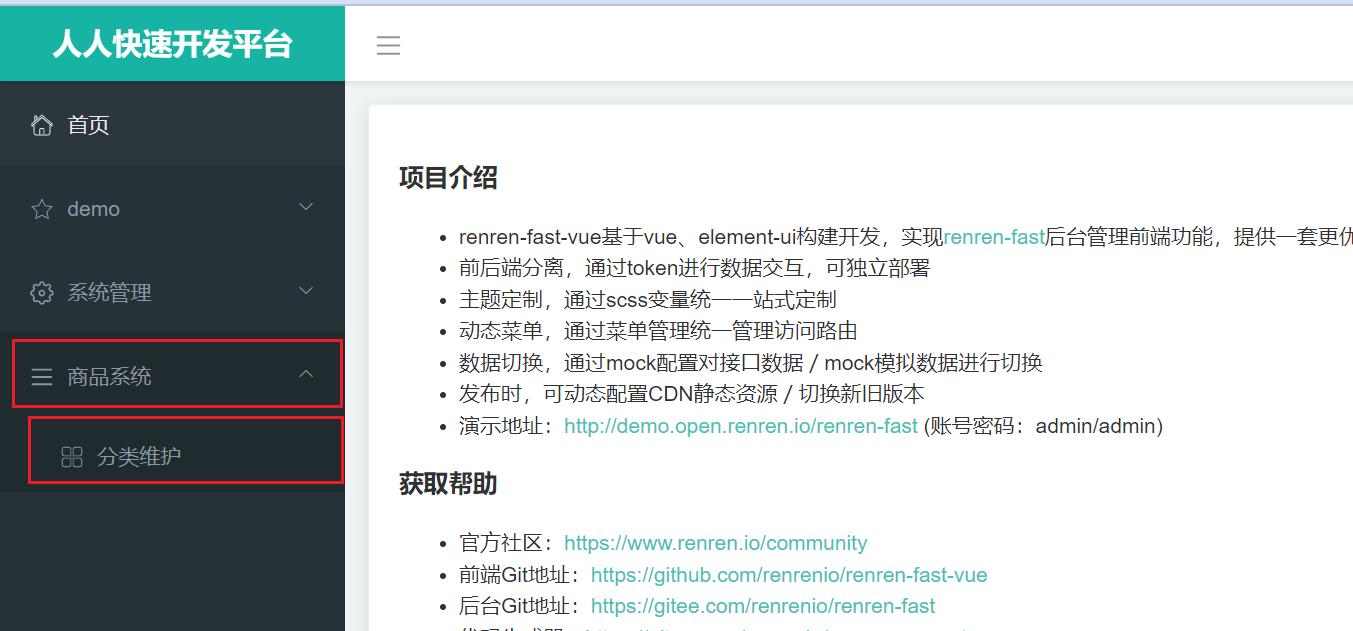 人人快速开发平台
首页
demo
系统管理
商品系统
分类维护
项目介绍
renren-fast-vue基于vue、element-ui构建开发，实现renren-fast后台管理前端功能，提供一套更优
前后端分离，通过token进行数据交互，可独立部署
主题定制，通过scss变量统一一站式定制
动态菜单，通过菜单管理统一管理访问路由
数据切换，通过mock配置对接口数据 / mock模拟数据进行切换
发布时，可动态配置CDN静态资源 / 切换新旧版本
演示地址：http://demo.open.renren.io/renren-fast (账号密码：admin/admin)
获取帮助
官方社区：https://www.renren.io/community
前端Git地址：https://github.com/renrenio/renren-fast-vue
后台Git地址：https://gitee.com/renrenio/renren-fast